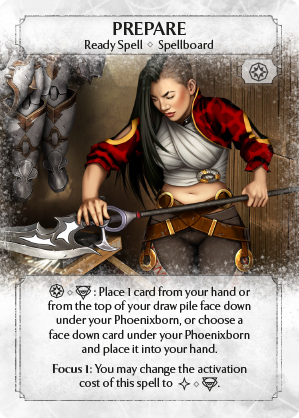 PREPARE
Ready Spell ⬦ Spellboard
⬦ : Place 1 card from your hand or
from the top of your draw pile face down
under your Phoenixborn, or choose a
face down card under your Phoenixborn
and place it into your hand.
Focus 1: You may change the activation
cost of this spell to ⬦ .